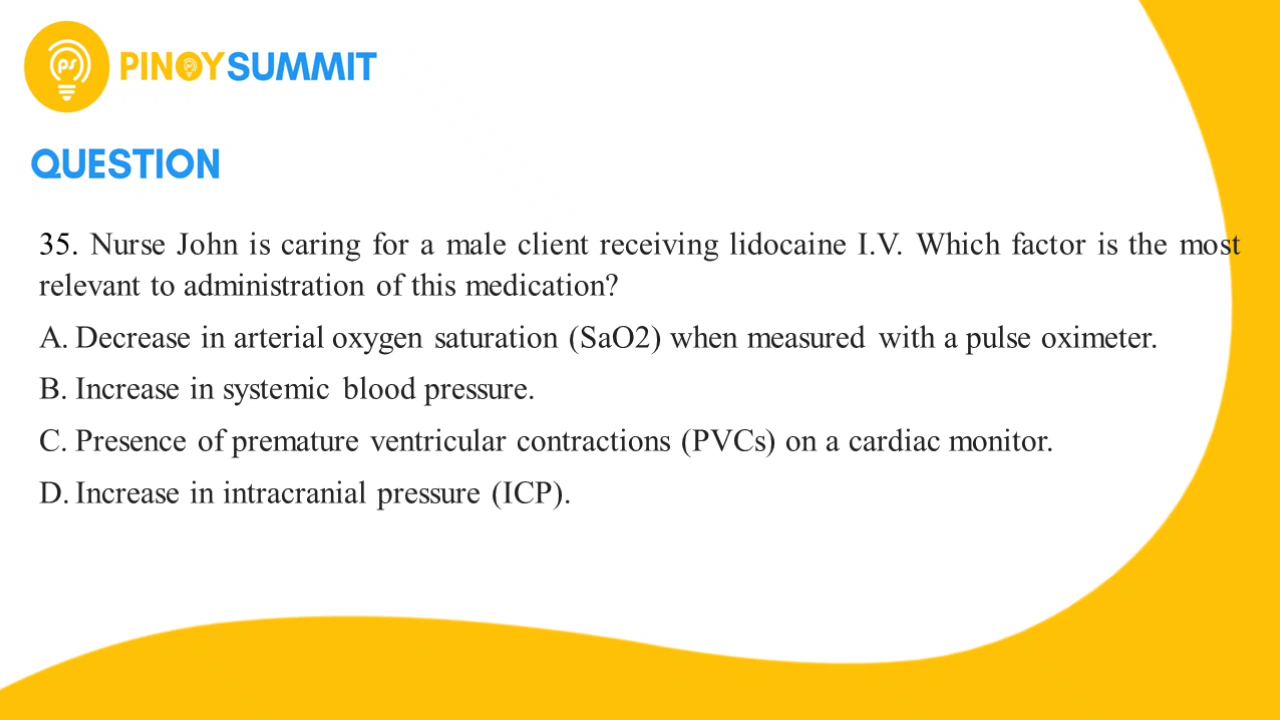 PINOYSUMMIT
QUESTION
35. Nurse John is caring for a male client receiving lidocaine I.V. Which factor is the most
relevant to administration of this medication?
A. Decrease in arterial oxygen saturation (SaO2) when measured with a pulse oximeter.
B. Increase in systemic blood pressure.
C. Presence of premature ventricular contractions (PVCs) on a cardiac monitor.
D. Increase in intracranial pressure (ICP).